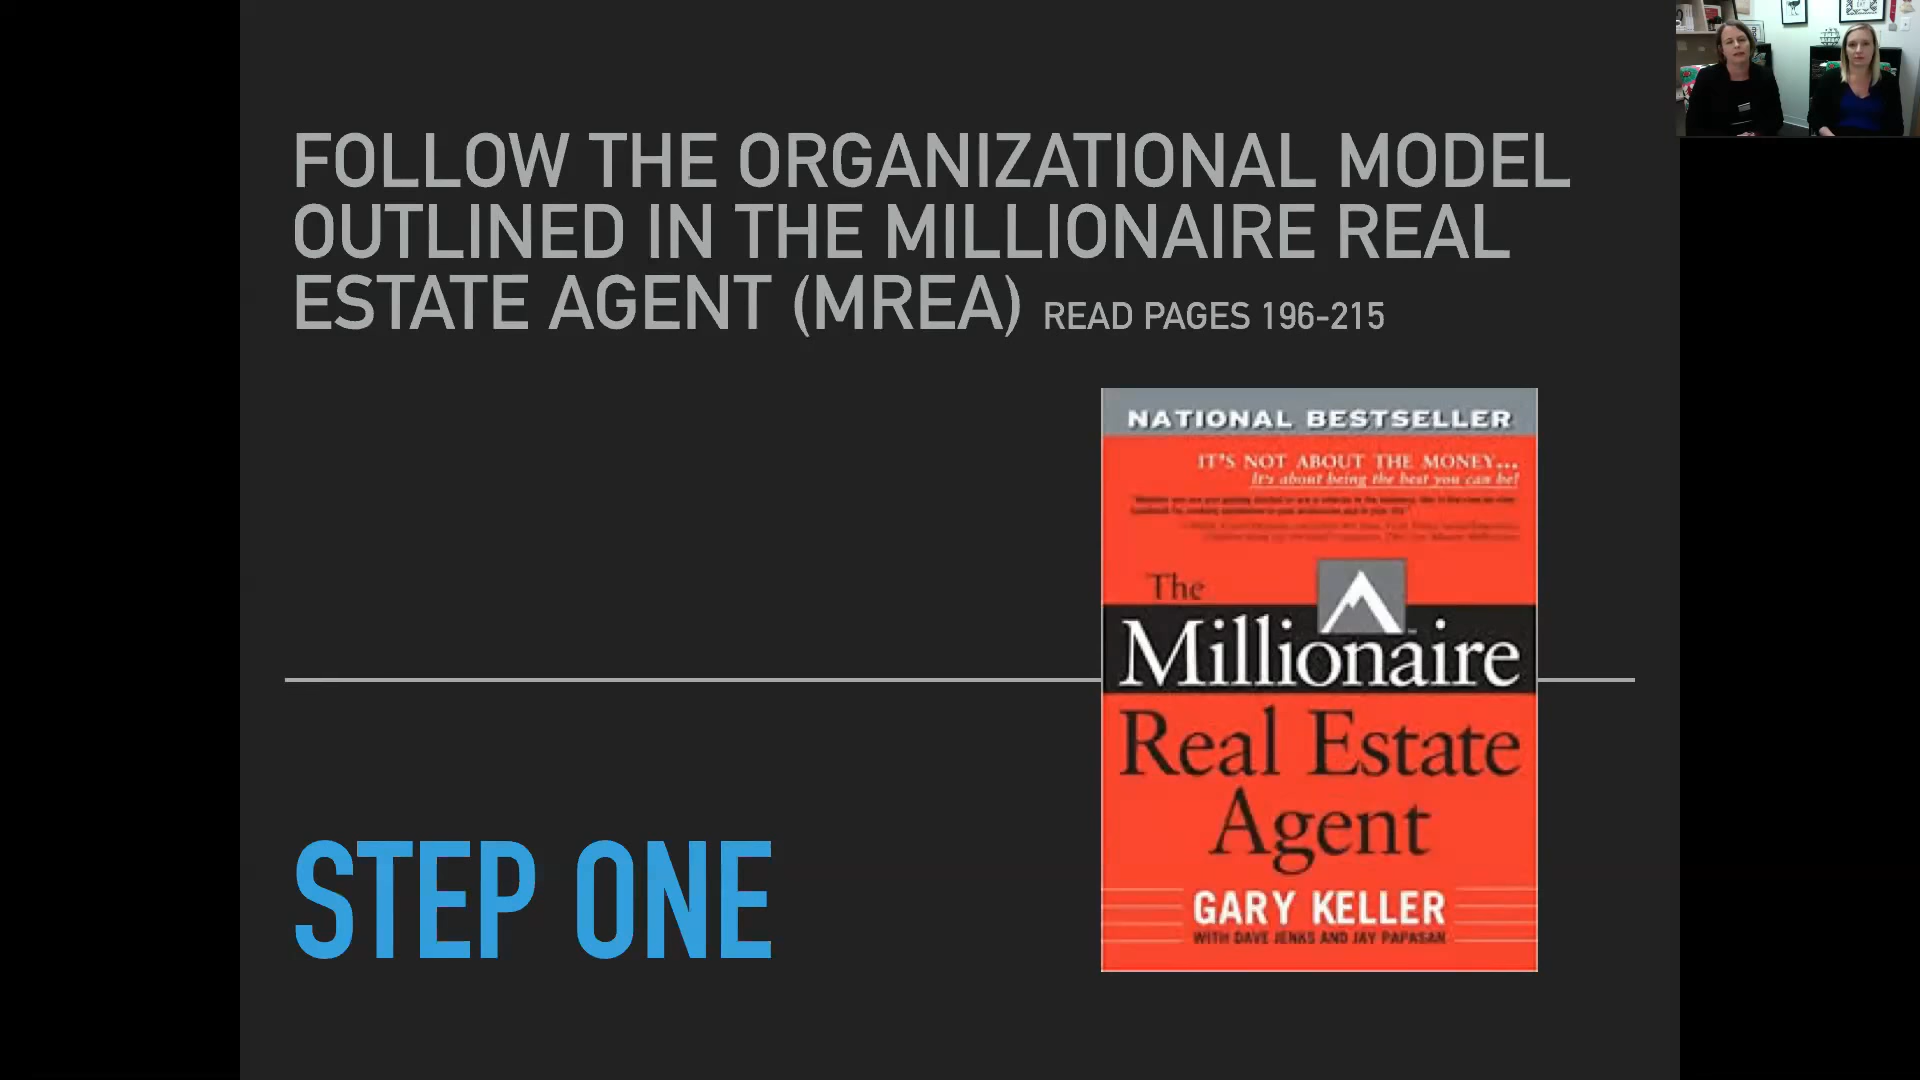 FOLLOW THE ORGANIZATIONAL MODEL
OUTLINED IN THE MILLIONAIRE REAL
ESTATE AGENT (MREA) READ PAGES 196-215
NATIONAL BESTSELLER
IT'S NOT ABOUT THE MONEY...
It's about being the best you can be!
The
Millionaire
Real Estate
Agent
GARY KELLER
WITH DAVE JENKS AND JAY PAPASAN
STEP ONE